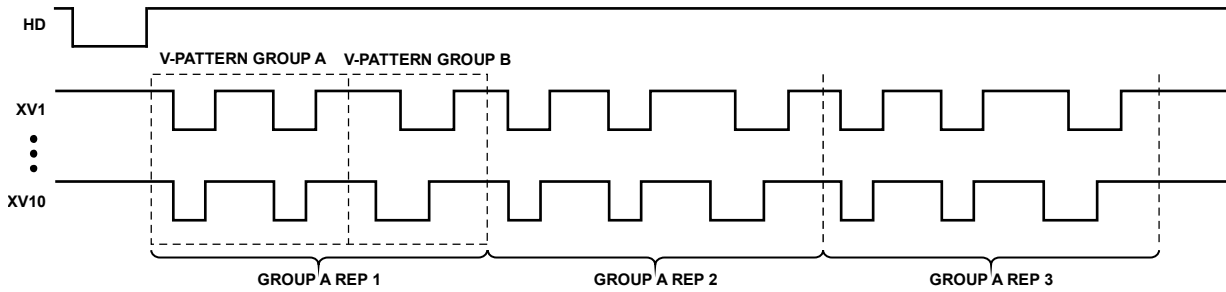 HD
V-PATTERN GROUP A V-PATTERN GROUP B
XV1
XV10
GROUP A REP 1 GROUP A REP 2 GROUP A REP 3